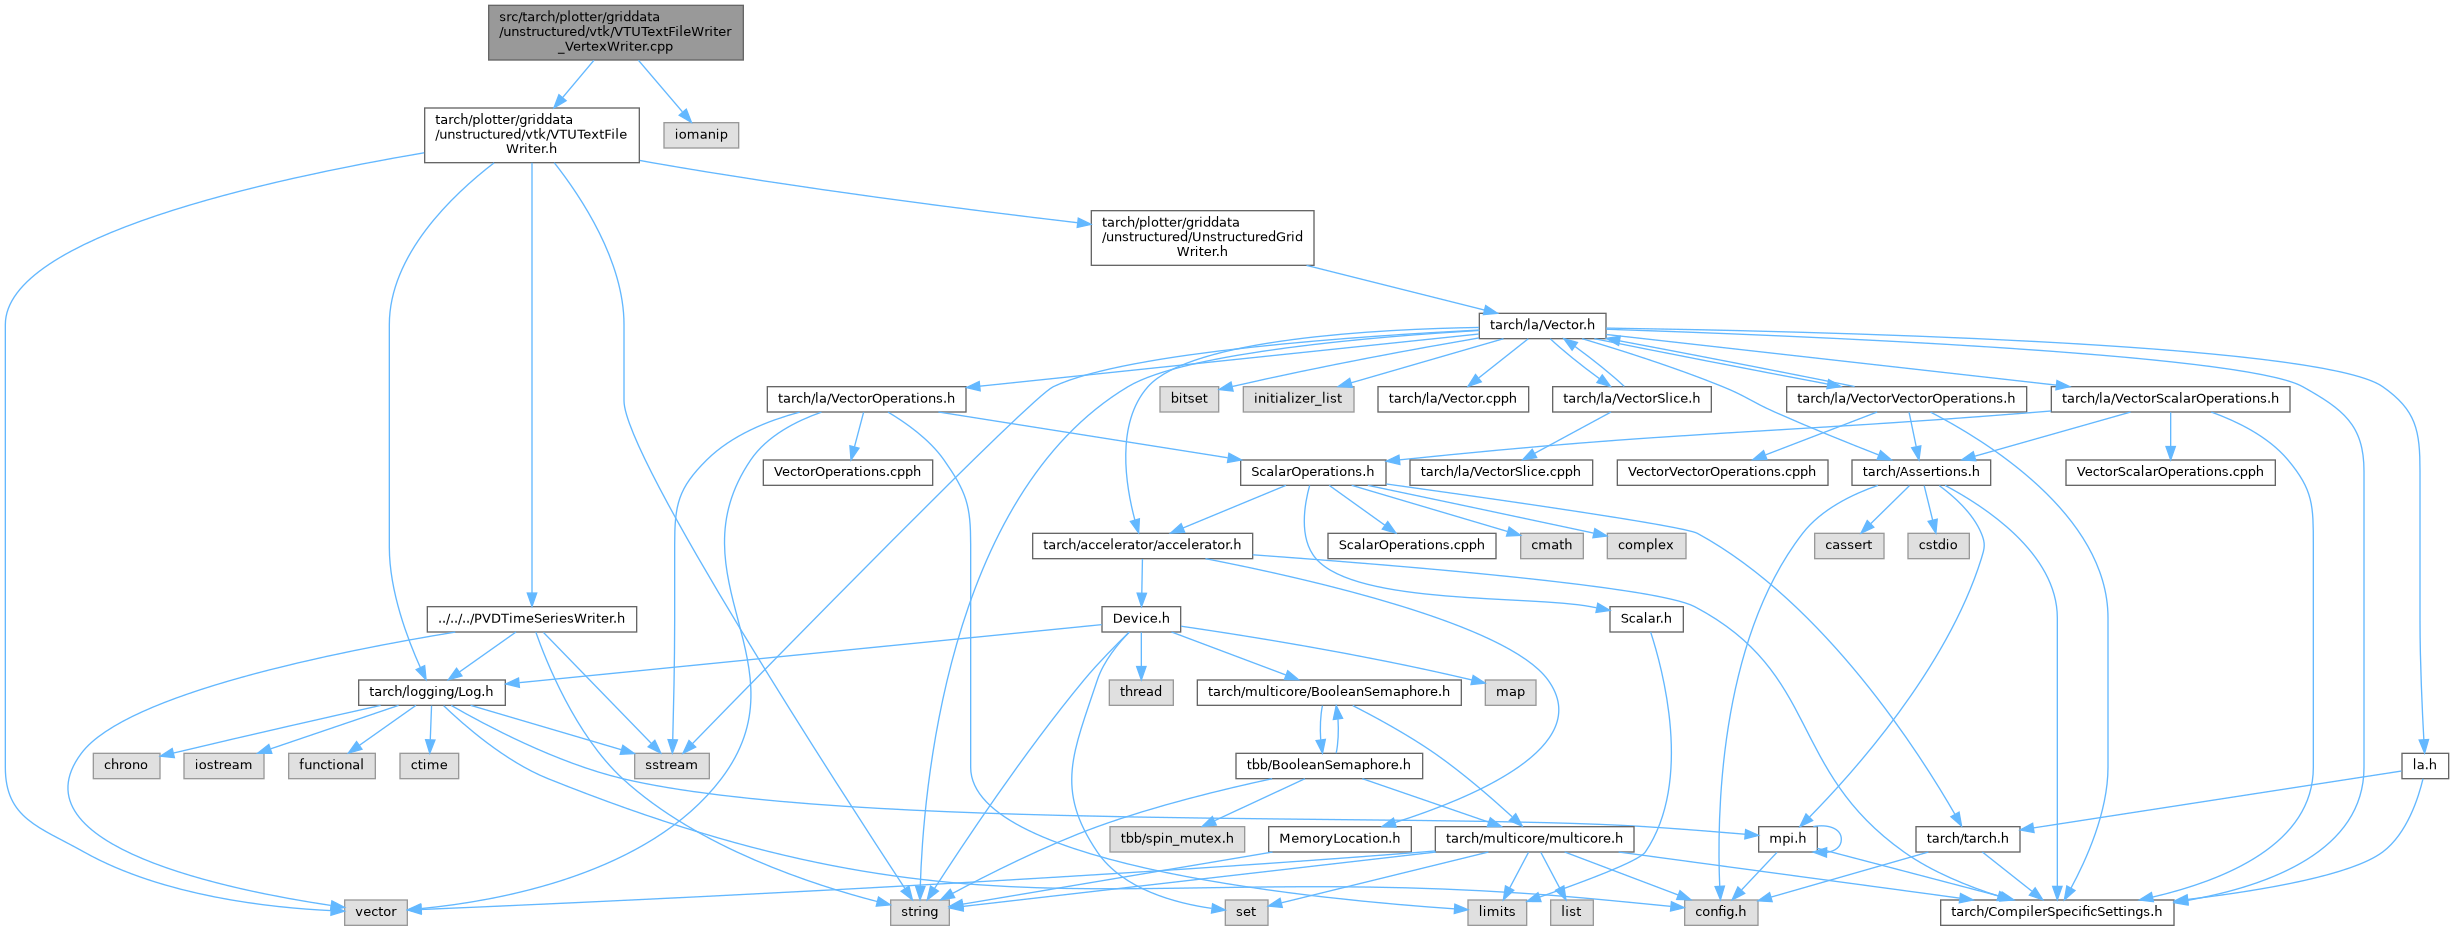 src/tarch/plotter/griddata
/unstructured/vtk/VTUTextFileWriter
_VertexWriter.cpp
tarch/plotter/griddata
/unstructured/vtk/VTUTextFile
Writer.h
iomanip
tarch/plotter/griddata
/unstructured/UnstructuredGrid
Writer.h
tarch/la/Vector.h
tarch/la/VectorOperations.h
bitset
initializer_list
tarch/la/Vector.cpph
tarch/la/VectorSlice.h
tarch/la/VectorVectorOperations.h
tarch/la/VectorScalarOperations.h
VectorOperations.cpph
ScalarOperations.h
tarch/la/VectorSlice.cpph
VectorVectorOperations.cpph
tarch/Assertions.h
VectorScalarOperations.cpph
tarch/accelerator/accelerator.h
ScalarOperations.cpph
cmath
complex
cassert
cstdio
../../../PVDTimeSeriesWriter.h
Device.h
Scalar.h
tarch/logging/Log.h
thread
tarch/multicore/BooleanSemaphore.h
map
chrono
iostream
functional
ctime
sstream
tbb/BooleanSemaphore.h
la.h
tbb/spin_mutex.h
MemoryLocation.h
tarch/multicore/multicore.h
mpi.h
tarch/tarch.h
vector
string
set
limits
list
config.h
tarch/CompilerSpecificSettings.h